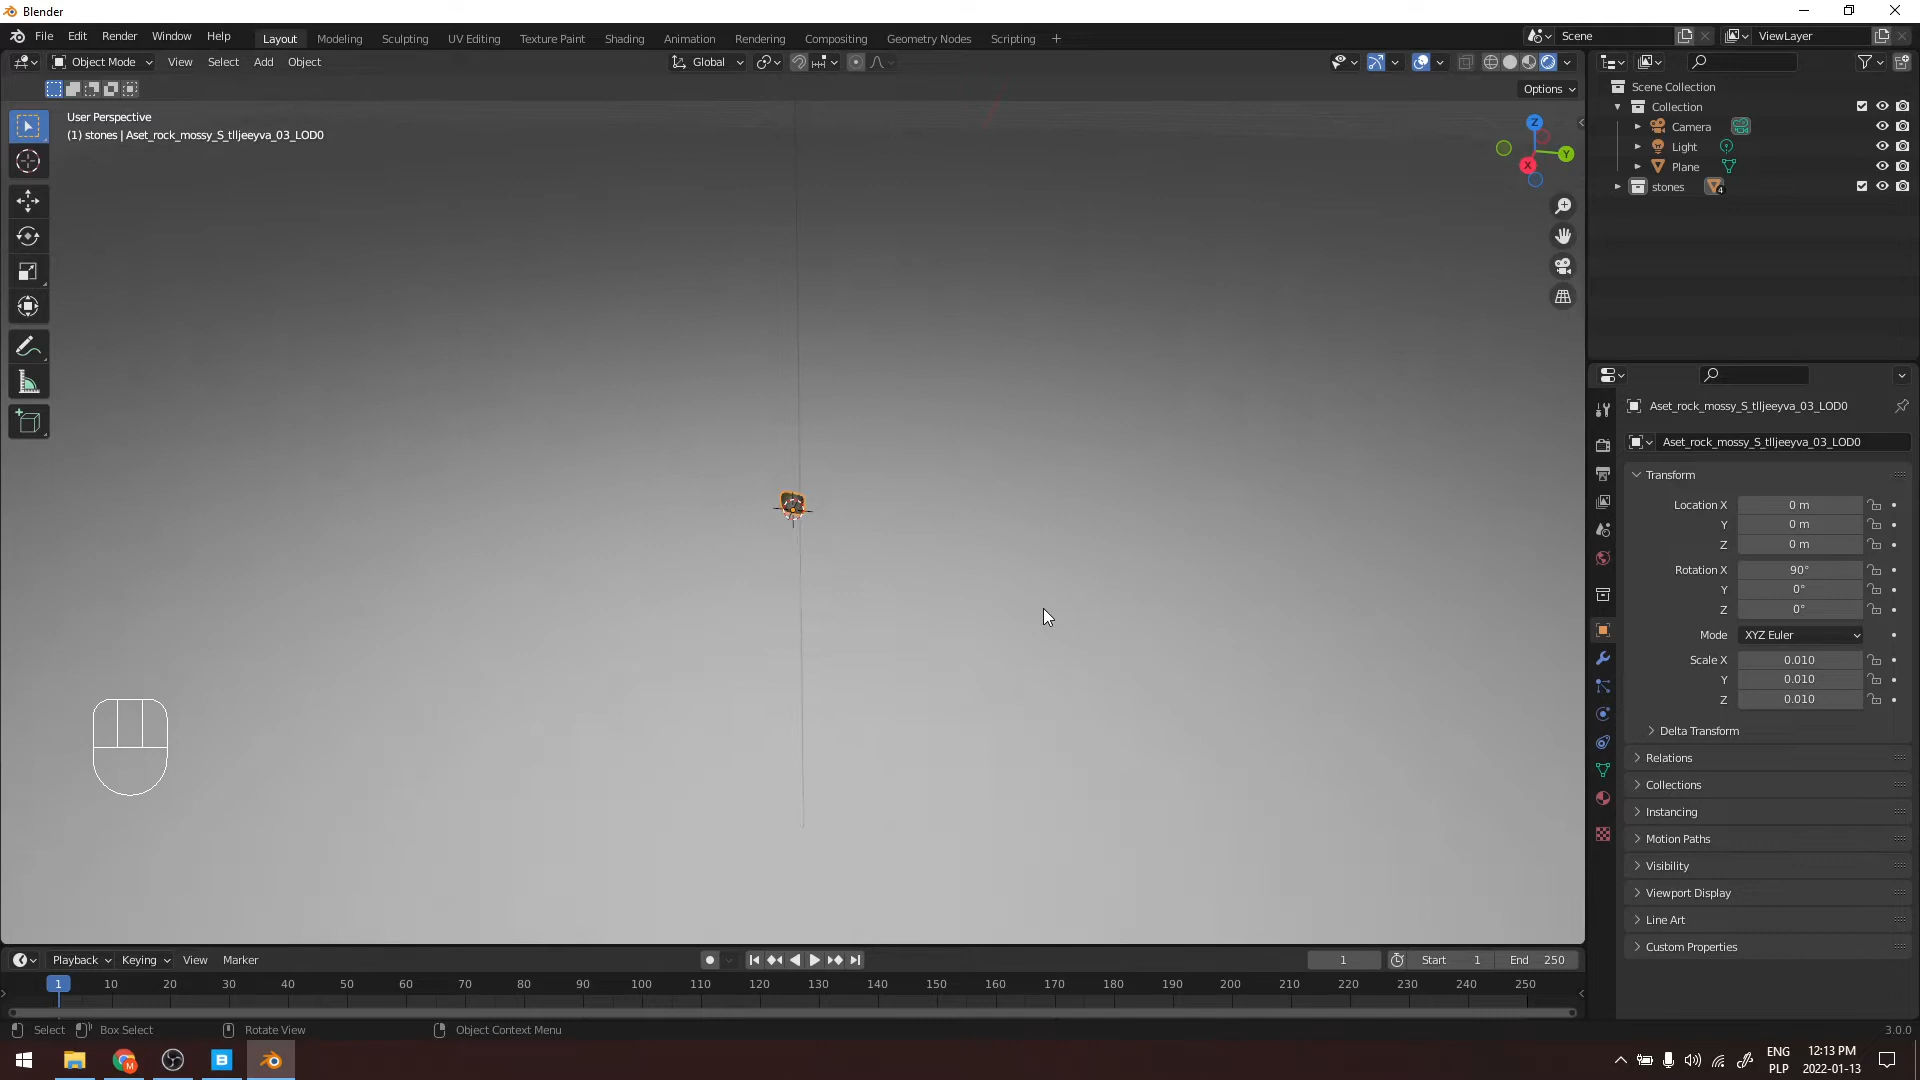 Blender
File Edit Render Window Help
Layout Modeling Sculpting UV Editing Texture Paint Shading Animation Rendering Compositing Geometry Nodes Scripting
Scene
ViewLayer
Object Mode View Select Add Object
Global
Options
User Perspective
(1) stones | Aset_rock_mossy_S_tlljeeyva_03_LOD0
Z
Y
X
Scene Collection
Collection
Camera
Light
Plane
stones 4
Aset_rock_mossy_S_tlljeeyva_03_LOD0
Aset_rock_mossy_S_tlljeeyva_03_LOD0
Transform
Location X 0 m
Y 0 m
Z 0 m
Rotation X 90°
Y 0°
Z 0°
Mode XYZ Euler
Scale X 0.010
Y 0.010
Z 0.010
Delta Transform
Relations
Collections
Instancing
Motion Paths
Visibility
Viewport Display
Line Art
Custom Properties
Playback Keying View Marker
1
Start 1 End 250
1 10 20 30 40 50 60 70 80 90 100 110 120 130 140 150 160 170 180 190 200 210 220 230 240 250
Select Box Select Rotate View Object Context Menu
3.0.0
M
B
ENG
PLP
12:13 PM
2022-01-13